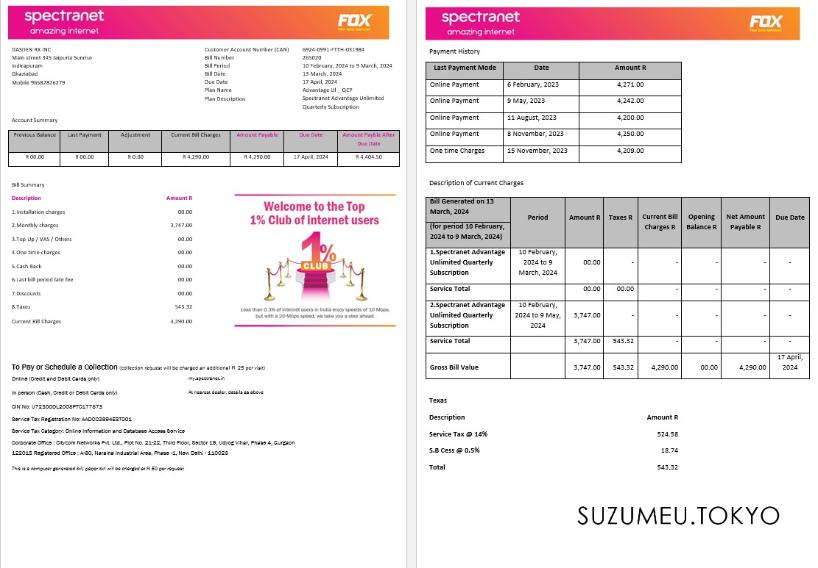 spectranet
amazing internet
FOX
DASDEN RX INC
Main street 345 Jaipuria Sunrise
Indirapuram
Ghaziabad
Mobile 96582826279
Customer Account Number (CAN)
Bill Number 265020
Bill Period 10 February, 2024 to 9 March, 2024
Bill Date 13 March, 2024
Due Date 17 April, 2024
Plan Name Advantage Utl _ QCP
Plan Description Spectranet Advantage Unlimited
Quarterly Subscription
Account Summary
Previous Balance Last Payment Adjustment Current Bill Charges Amount Payable Due Date Amount Payable After
Due Date
R 00.00 R 00.00 R 0.00 R 4,290.00 R 4,290.00 17 April, 2024 R 4,404.50
Bill Summary
Description Amount R
1.Installation charges 00.00
2.Monthly charges 3,747.00
3.Top Up / VAS / Others 00.00
4.One time charges 00.00
5.Cash Back 00.00
6.Last bill period late fee 00.00
7.Discounts 00.00
8.Taxes 543.32
Current Bill Charges 4,290.00
Welcome to the Top
1% Club of internet users
1%
CLUB
Less than 0.3% of internet users in India enjoy speeds of 10 Mbps,
but with a 20 Mbps speed, we take you a step ahead.
To Pay or Schedule a Collection (collection request will be charged an additional R 25 per visit)
Online (Credit and Debit Cards only) my.spectranet.in
In person (Cash, Credit or Debit Cards only) At nearest dealer, details as above
Service Tax Category: Online Information and Database Access Service
Corporate Office : Citycom Networks Pvt. Ltd., Plot No. 21-22, Third Floor, Sector 18, Udyog Vihar, Phase 4, Gurgaon
122015 Registered Office : A-80, Naraina Industrial Area, Phase -1, New Delhi - 110028
This is a computer generated bill, paper bill will be charged at R 50 per request
spectranet
amazing internet
FOX
Payment History
Last Payment Mode Date Amount R
Online Payment 6 February, 2023 4,271.00
Online Payment 9 May, 2023 4,242.00
Online Payment 11 August, 2023 4,200.00
Online Payment 8 November, 2023 4,250.00
One time Charges 15 November, 2023 4,209.00
Description of Current Charges
Bill Generated on 13
March, 2024
(for period 10 February,
2024 to 9 March, 2024)
Period Amount R Taxes R Current Bill
Charges R Opening
Balance R Net Amount
Payable R Due Date
1.Spectranet Advantage
Unlimited Quarterly
Subscription
10 February,
2024 to 9
March, 2024
00.00 - - - - -
Service Total 00.00 00.00 - - - -
2.Spectranet Advantage
Unlimited Quarterly
Subscription
10 February,
2024 to 9 May,
2024
3,747.00 - - - - -
Service Total 3,747.00 543.32 - - - -
Gross Bill Value 3,747.00 543.32 4,290.00 00.00 4,290.00 17 April,
2024
Texas
Description Amount R
Service Tax @ 14% 524.58
S.B Cess @ 0.5% 18.74
Total 543.32
SUZUMEU.TOKYO